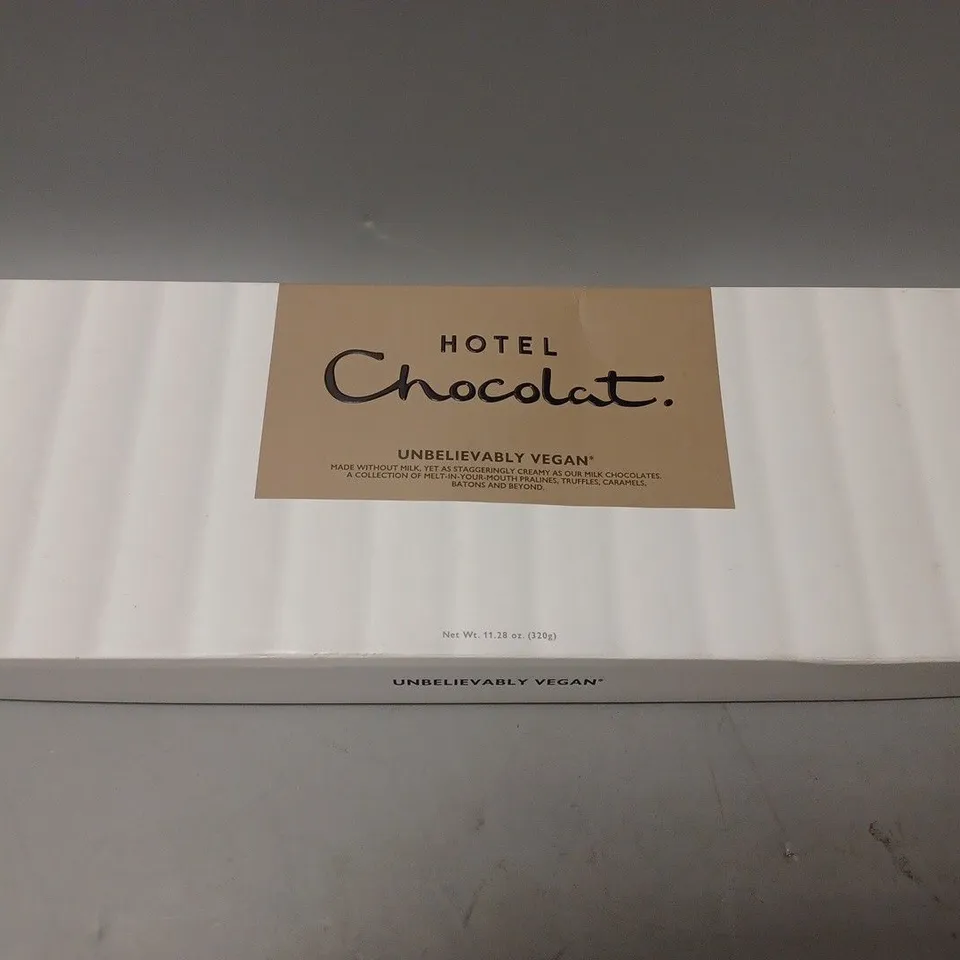 HOTEL
Chocolat.
UNBELIEVABLY VEGAN*
MADE WITHOUT MILK, YET AS STAGGERINGLY CREAMY AS OUR MILK CHOCOLATES.
A COLLECTION OF MELT-IN-YOUR-MOUTH PRALINES, TRUFFLES, CARAMELS,
BATONS AND BEYOND.
Net Wt. 11.28 oz. (320g)
UNBELIEVABLY VEGAN*